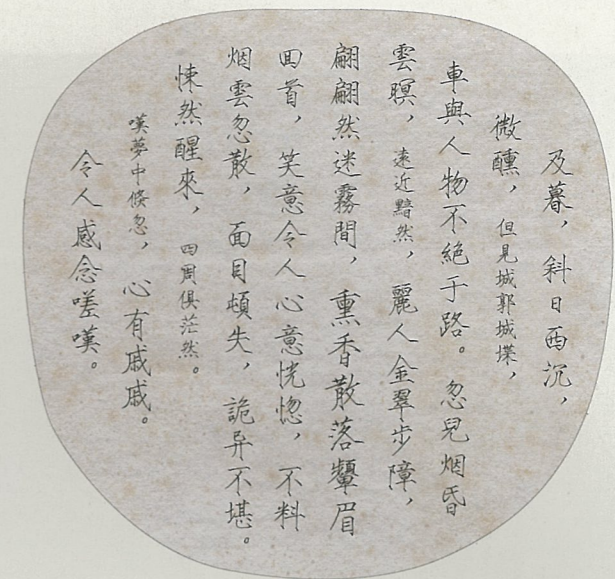 及暮，斜日西沉，
微醺，但見城郭城堞，
車與人物不絕于路。忽見烟昏
雲暝，遠近黯然，麗人金翠步障，
翩翩然迷霧間，熏香散落颦眉
回首，笑意令人心意恍惚，不料
烟雲忽散，面目頓失，詭异不堪。
悚然醒來，四周俱茫然。
嘆夢中倏忽，心有戚戚。
令人感念嗟嘆。